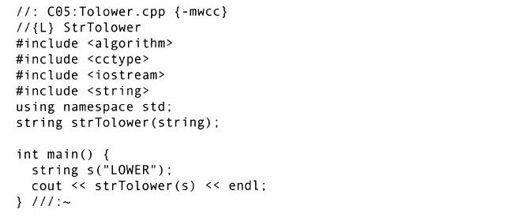 //: C05:Tolower.cpp {-mwcc}
//{L} StrTolower
#include <algorithm>
#include <cctype>
#include <iostream>
#include <string>
using namespace std;
string strTolower(string);

int main() {
  string s("LOWER");
  cout << strTolower(s) << endl;
} ///:~